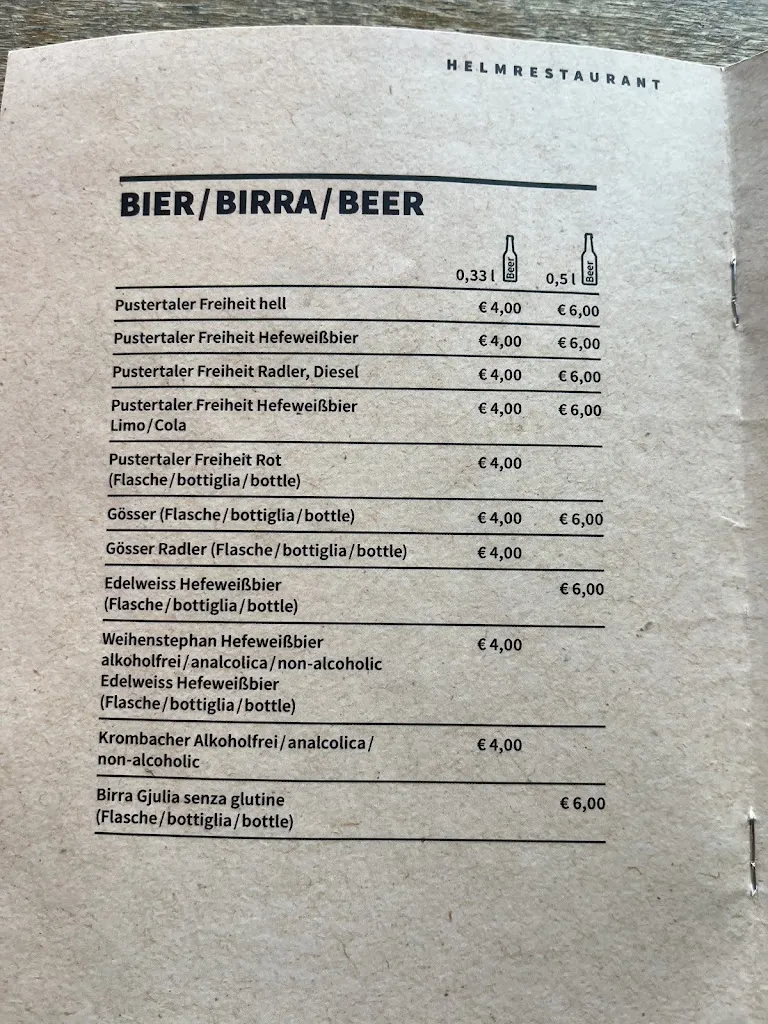 HELMRESTAURANT
BIER/BIRRA/BEER
0,33 l Beer 0,5 l Beer
Pustertaler Freiheit hell € 4,00 € 6,00
Pustertaler Freiheit Hefeweißbier € 4,00 € 6,00
Pustertaler Freiheit Radler, Diesel € 4,00 € 6,00
Pustertaler Freiheit Hefeweißbier € 4,00 € 6,00
Limo/Cola
Pustertaler Freiheit Rot € 4,00
(Flasche/bottiglia/bottle)
Gösser (Flasche/bottiglia/bottle) € 4,00 € 6,00
Gösser Radler (Flasche/bottiglia/bottle) € 4,00
Edelweiss Hefeweißbier € 6,00
(Flasche/bottiglia/bottle)
Weihenstephan Hefeweißbier € 4,00
alkoholfrei/analcolica/non-alcoholic
Edelweiss Hefeweißbier
(Flasche/bottiglia/bottle)
Krombacher Alkoholfrei/analcolica/ € 4,00
non-alcoholic
Birra Gjulia senza glutine € 6,00
(Flasche/bottiglia/bottle)